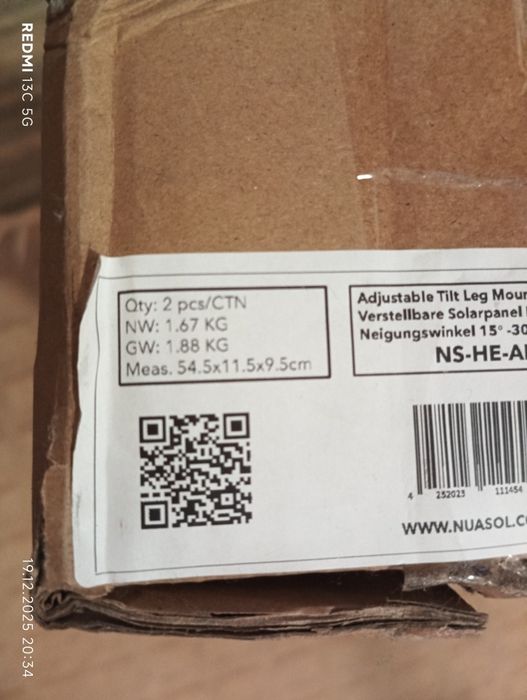 REDMI 13C 5G
19.12.2025 20:34
Qty: 2 pcs/CTN
NW: 1.67 KG
GW: 1.88 KG
Meas. 54.5x11.5x9.5cm
Adjustable Tilt Leg Moun
Verstellbare Solarpanel
Neigungswinkel 15° -30
NS-HE-A
4 252023 111454
WWW.NUASOL.CO